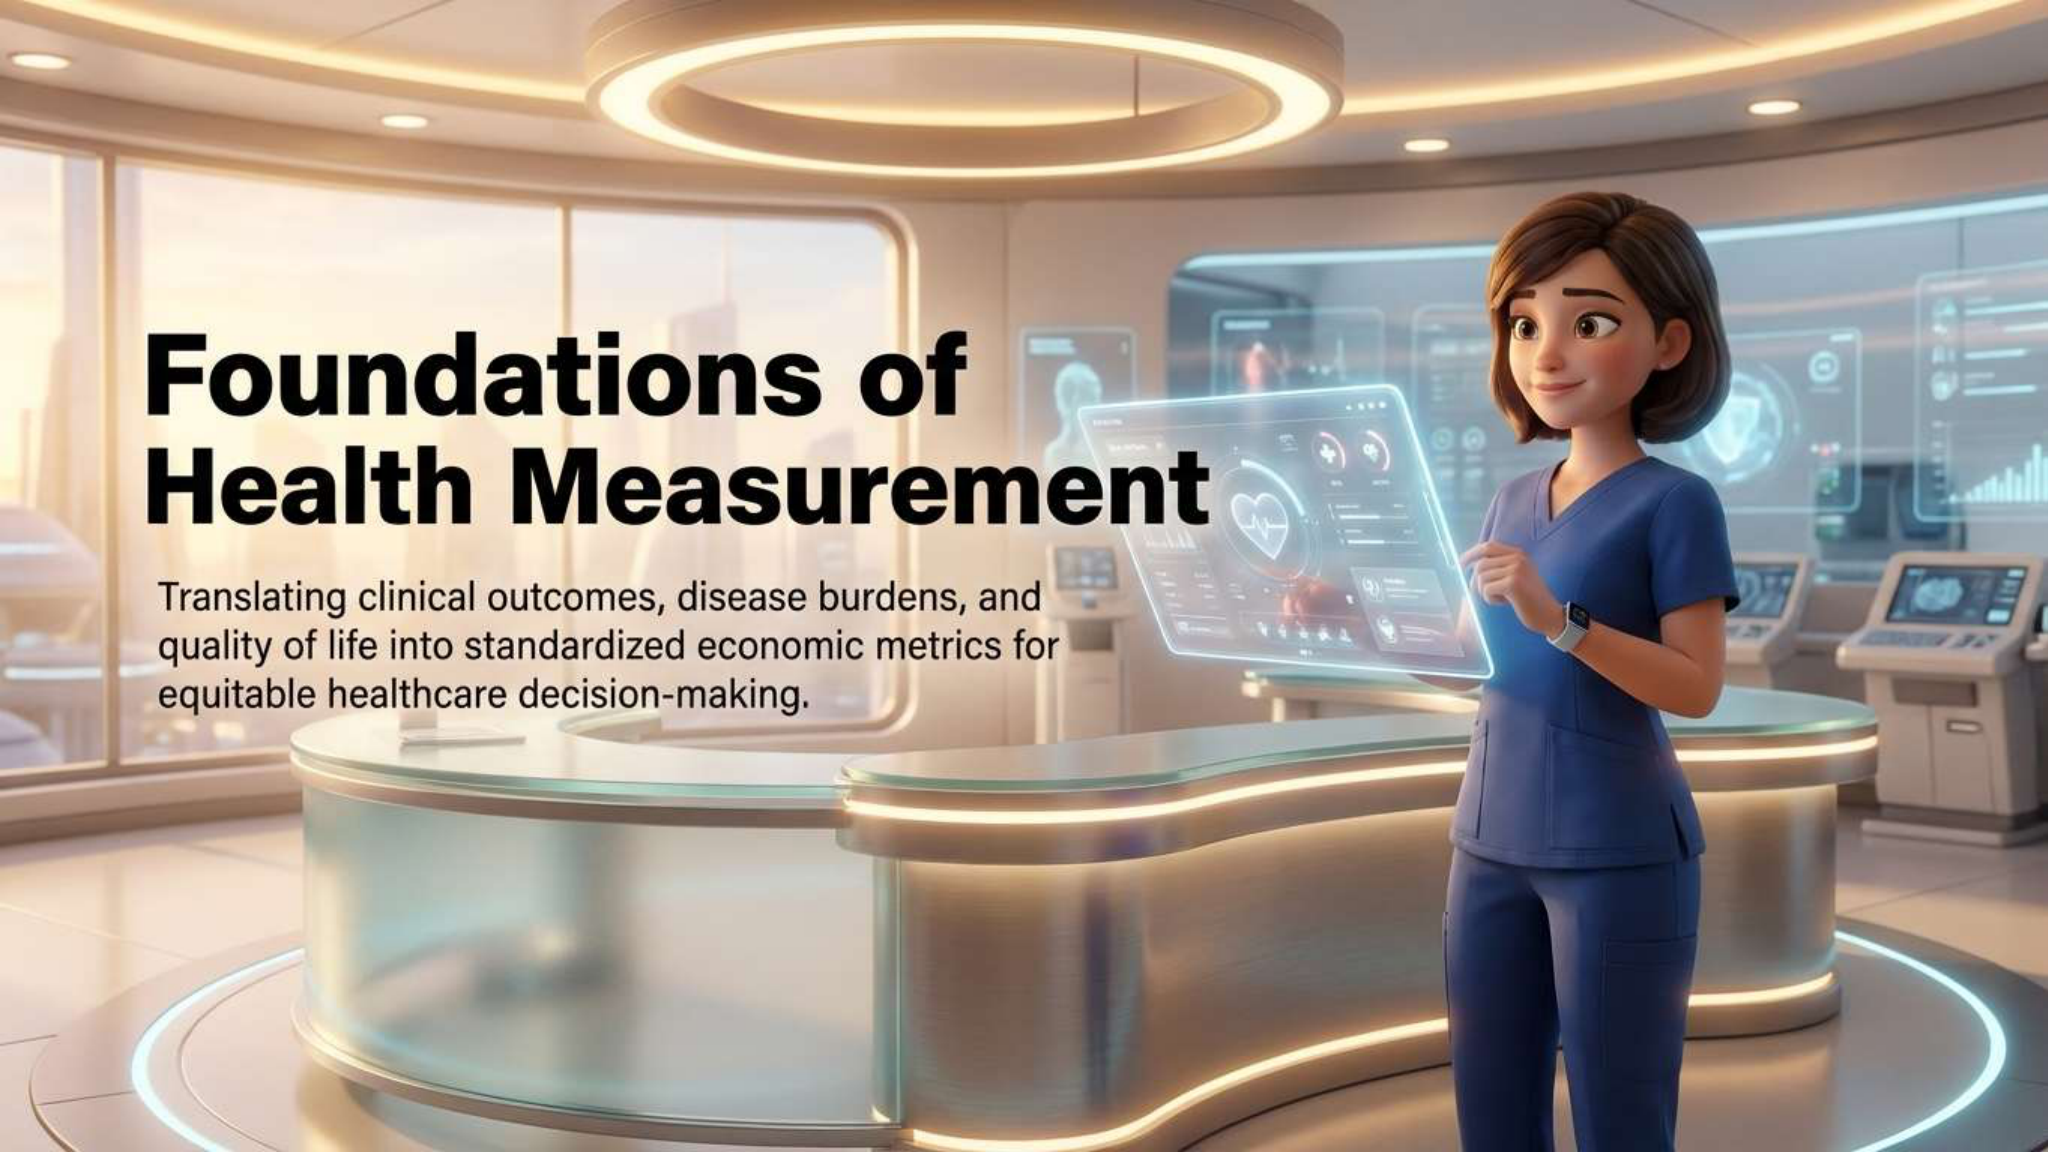 Foundations of
Health Measurement
Translating clinical outcomes, disease burdens, and
quality of life into standardized economic metrics for
equitable healthcare decision-making.